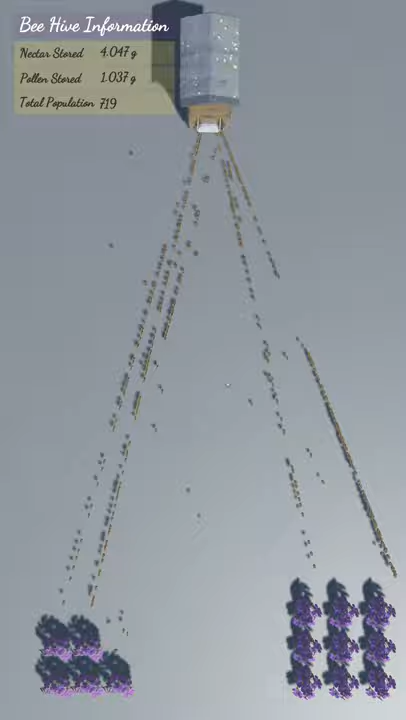 Bee Hive Information
Nectar Stored 4.047 g
Pollen Stored 1.037 g
Total Population 719